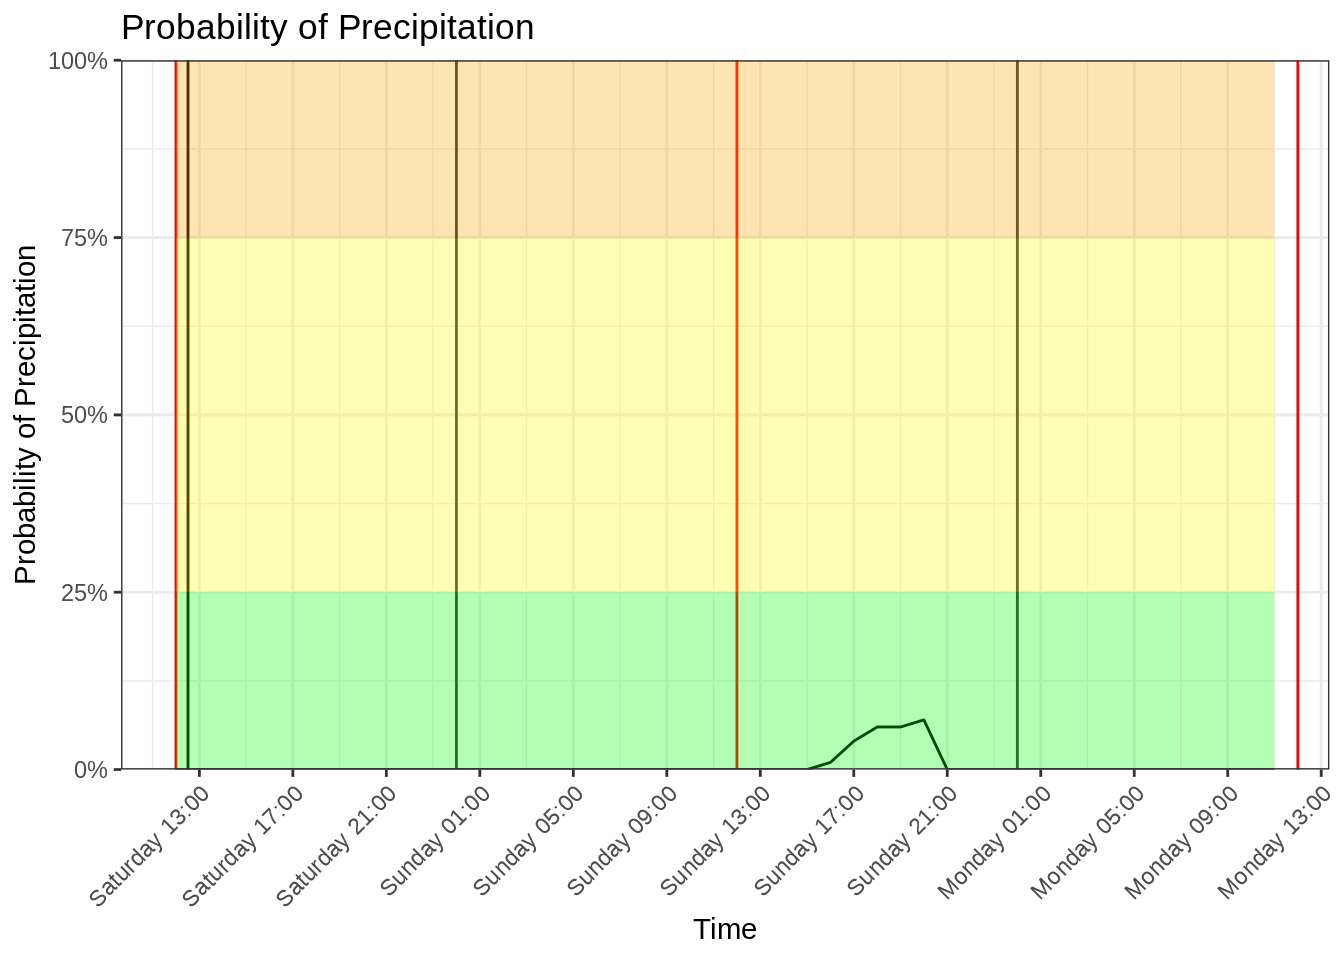 Probability of Precipitation
Probability of Precipitation
100%
75%
50%
25%
0%
Saturday 13:00
Saturday 17:00
Saturday 21:00
Sunday 01:00
Sunday 05:00
Sunday 09:00
Sunday 13:00
Sunday 17:00
Sunday 21:00
Monday 01:00
Monday 05:00
Monday 09:00
Monday 13:00
Time